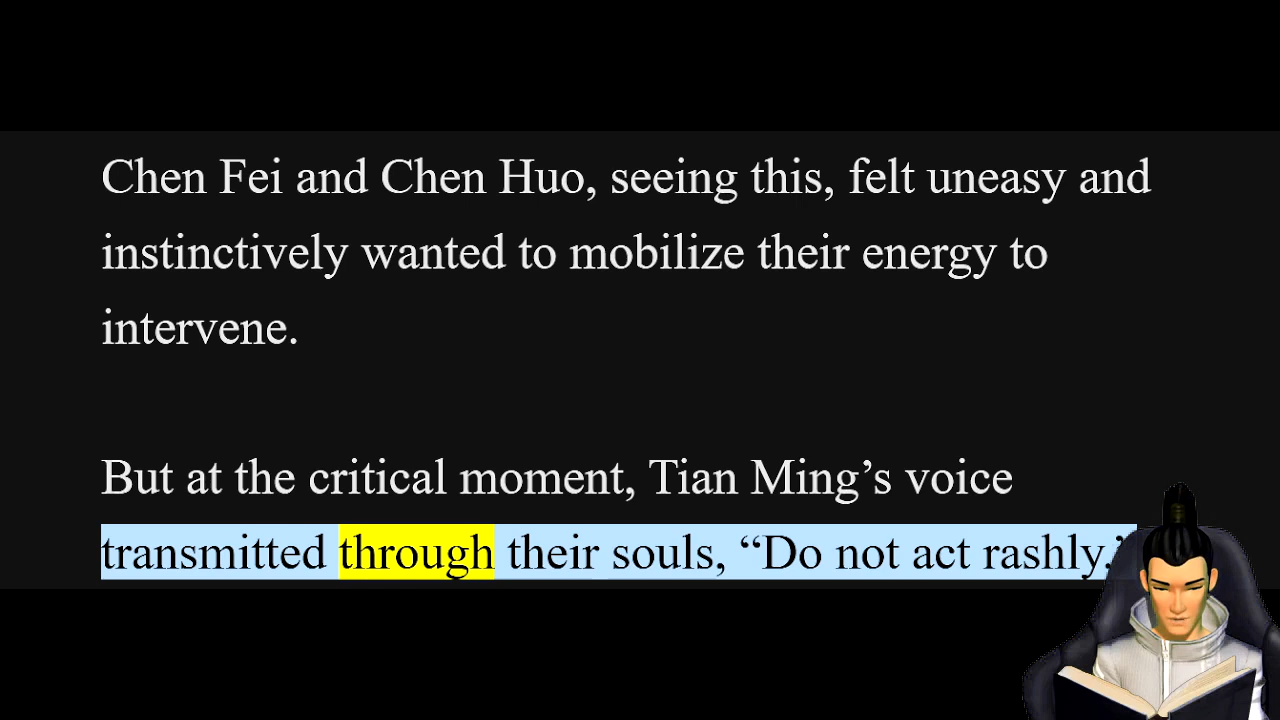 Chen Fei and Chen Huo, seeing this, felt uneasy and
instinctively wanted to mobilize their energy to
intervene.
But at the critical moment, Tian Ming’s voice
transmitted through their souls, “Do not act rashly.”